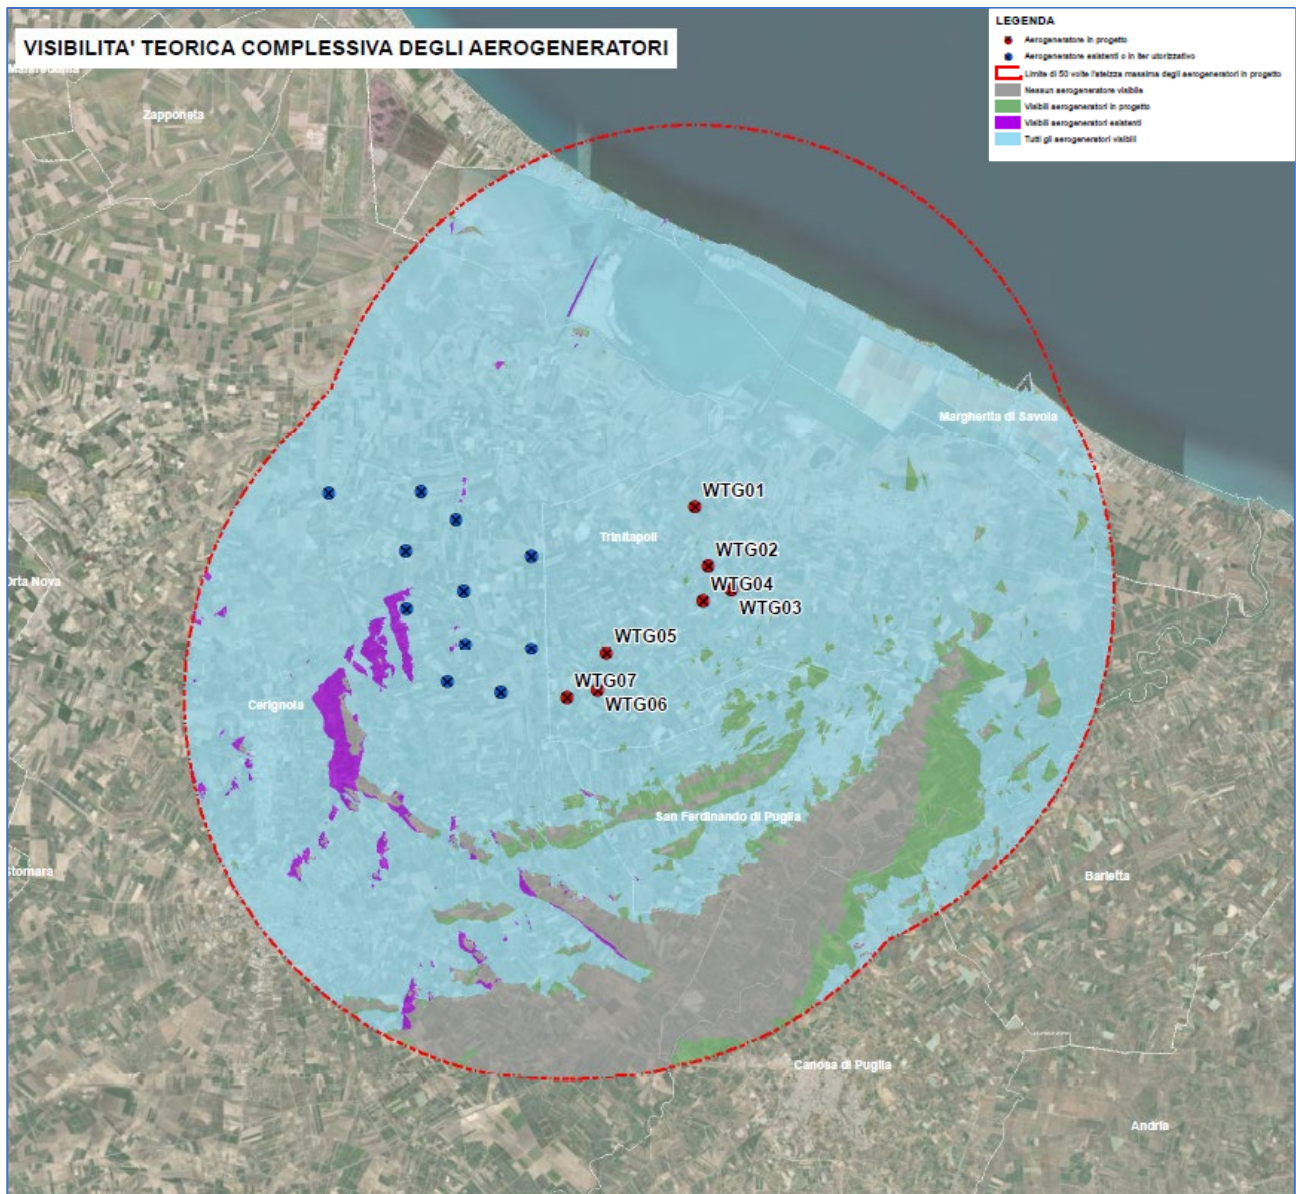 VISIBILITA' TEORICA COMPLESSIVA DEGLI AEROGENERATORI
LEGENDA
Aerogeneratore in progetto
Aerogeneratore esistenti o in iter utorizzativo
Limite di 50 volte l'atelzza massima degli aerogeneratori in progetto
Nessun aerogeneratore visibile
Visibili aerogeneratori in progetto
Visibili aerogeneratori esistenti
Tutti gli aerogeneratori visibili
Manfredonia
Zapponeta
Margherita di Savoia
WTG01
Trinitapoli
WTG02
Orta Nova
WTG04
WTG03
WTG05
WTG07
WTG06
Cerignola
San Ferdinando di Puglia
Stornara
Barletta
Canosa di Puglia
Andria